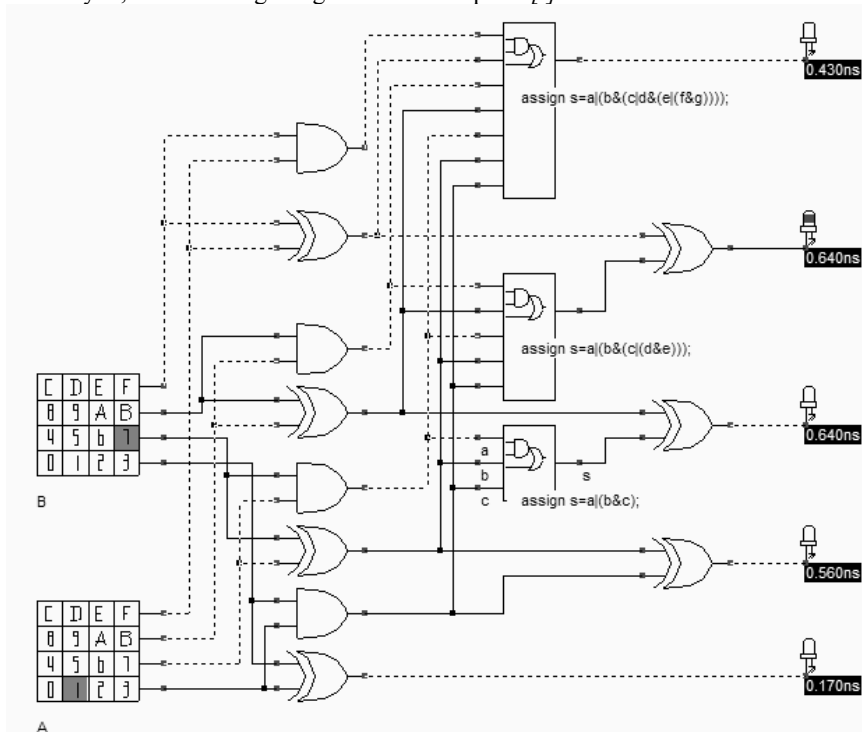 0.430ns
assign s=a|(b&(c|d&(e|(f&g))));
0.640ns
assign s=a|(b&(c|(d&e)));
C D E F
8 9 A B
4 5 6 7
0 1 2 3
B
0.640ns
a
b s
c assign s=a|(b&c);
0.560ns
C D E F
8 9 A B
4 5 6 7
0 1 2 3
A
0.170ns